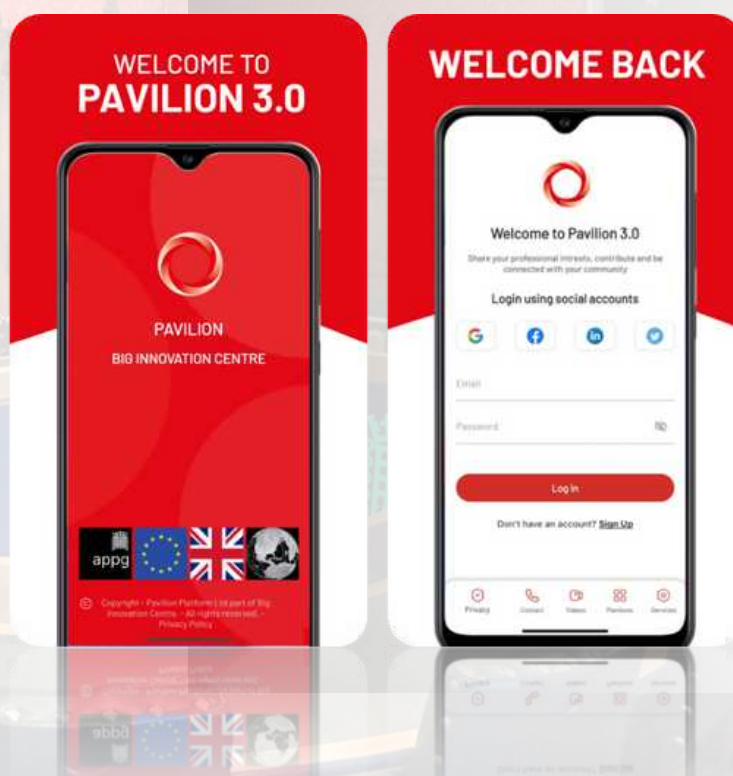 WELCOME TO
PAVILION 3.0
PAVILION
BIG INNOVATION CENTRE
appg
Copyright - Pavilion Platform Ltd part of Big
Innovation Centre. - All rights reserved. -
Privacy Policy
WELCOME BACK
Welcome to Pavilion 3.0
Share your professional intrests, contribute and be
connected with your community
Login using social accounts
in
Email
Password
Log in
Don't have an account? Sign Up
Privacy
Contact
Videos
Pavilions
Services